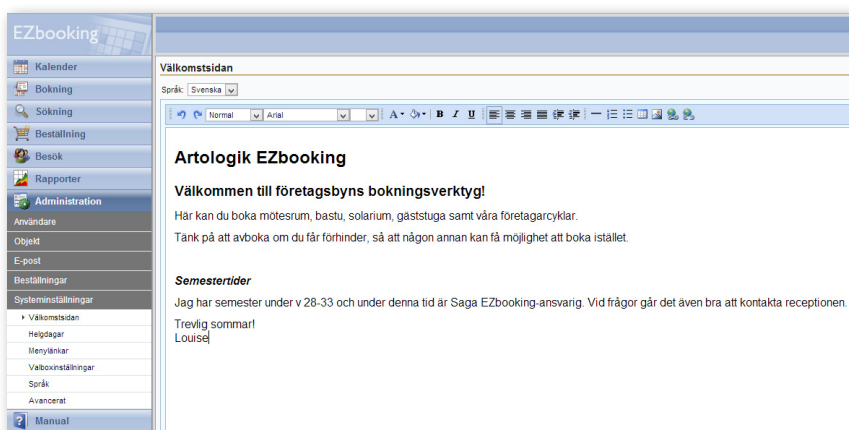 EZbooking
Kalender
Bokning
Sökning
Beställning
Besök
Rapporter
Administration
Användare
Objekt
E-post
Beställningar
Systeminställningar
Välkomstsidan
Helgdagar
Menylänkar
Valboxinställningar
Språk
Avancerat
Manual
Välkomstsidan
Språk: Svenska
Normal Arial A B I U
Artologik EZbooking
Välkommen till företagsbyns bokningsverktyg!
Här kan du boka mötesrum, bastu, solarium, gäststuga samt våra företagarcyklar.
Tänk på att avboka om du får förhinder, så att någon annan kan få möjlighet att boka istället.
Semestertider
Jag har semester under v 28-33 och under denna tid är Saga EZbooking-ansvarig. Vid frågor går det även bra att kontakta receptionen.
Trevlig sommar!
Louise